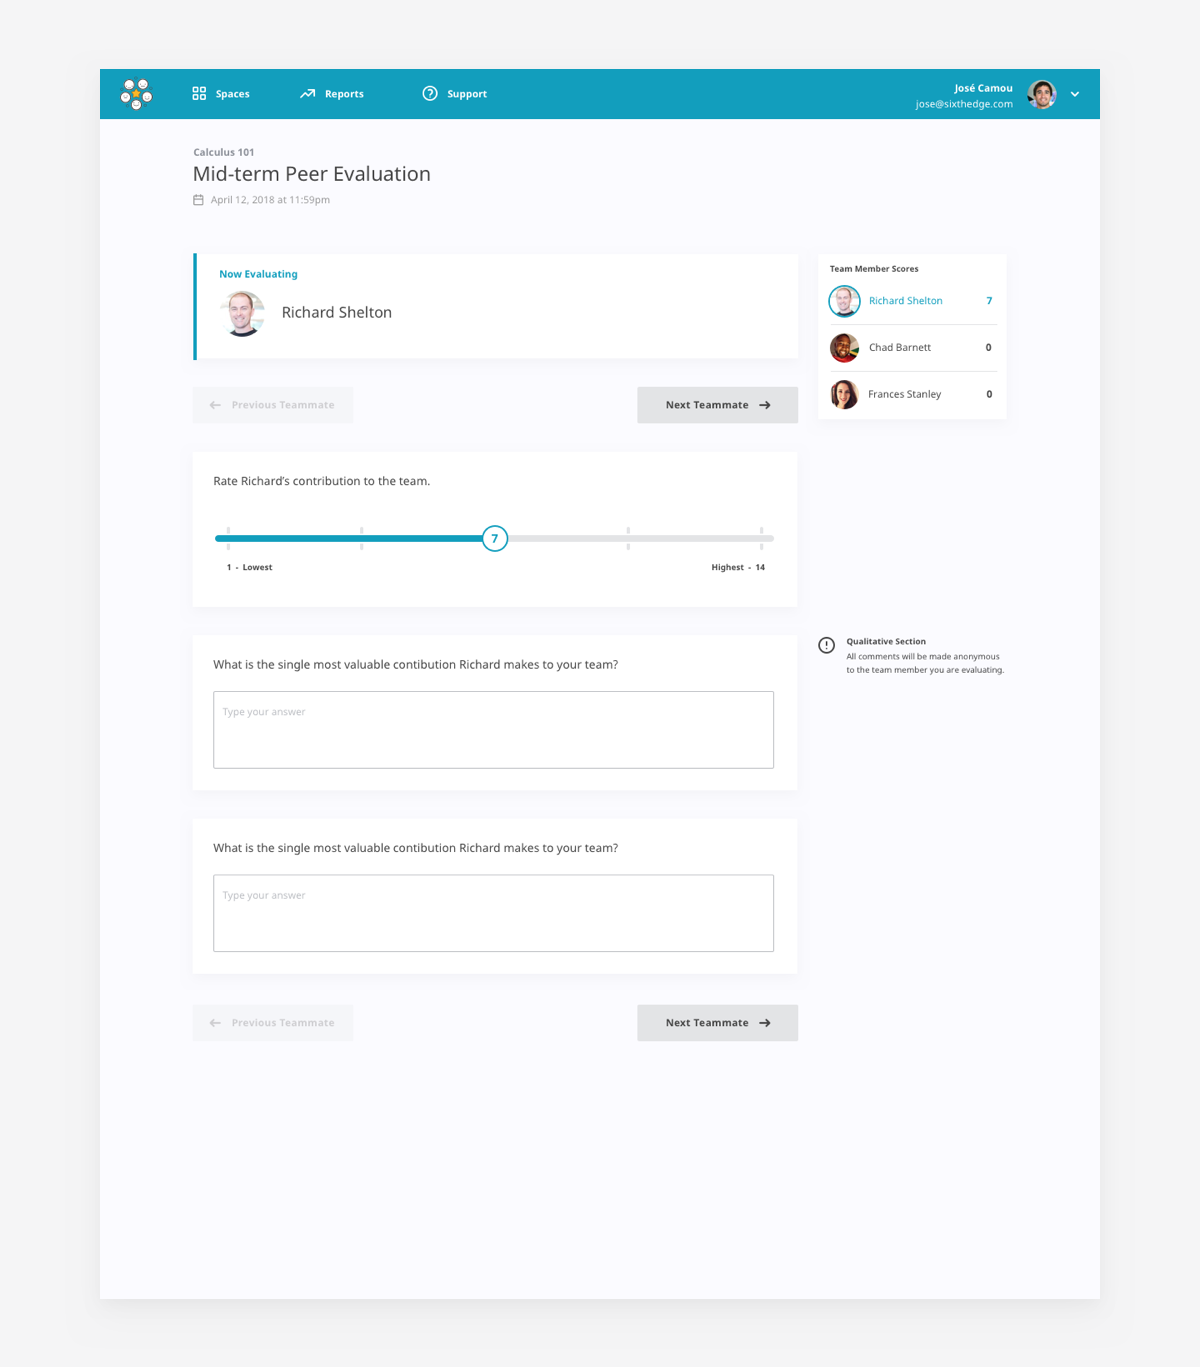 Spaces
Reports
Support
José Camou
jose@sixthedge.com
Calculus 101
Mid-term Peer Evaluation
April 12, 2018 at 11:59pm
Now Evaluating
Richard Shelton
Team Member Scores
Richard Shelton 7
Chad Barnett 0
Frances Stanley 0
Previous Teammate
Next Teammate
Rate Richard's contribution to the team.
7
1 - Lowest
Highest - 14
What is the single most valuable contibution Richard makes to your team?
Type your answer
Qualitative Section
All comments will be made anonymous
to the team member you are evaluating.
What is the single most valuable contibution Richard makes to your team?
Type your answer
Previous Teammate
Next Teammate